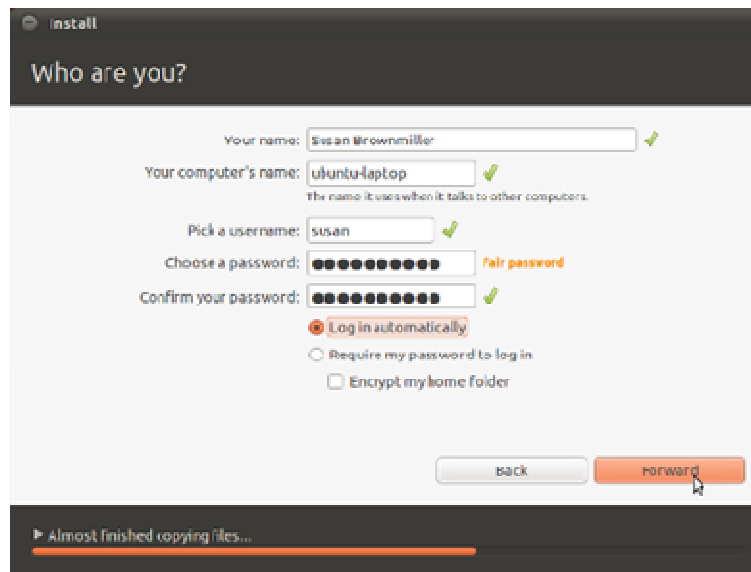 Install
Who are you?
Your name: Susan Brownmiller
Your computer's name: ubuntu-laptop
The name it uses when it talks to other computers.
Pick a username: susan
Choose a password: ●●●●●●●●●● Fair password
Confirm your password: ●●●●●●●●●●
Log in automatically
Require my password to log in
Encrypt my home folder
Back Forward
Almost finished copying files...